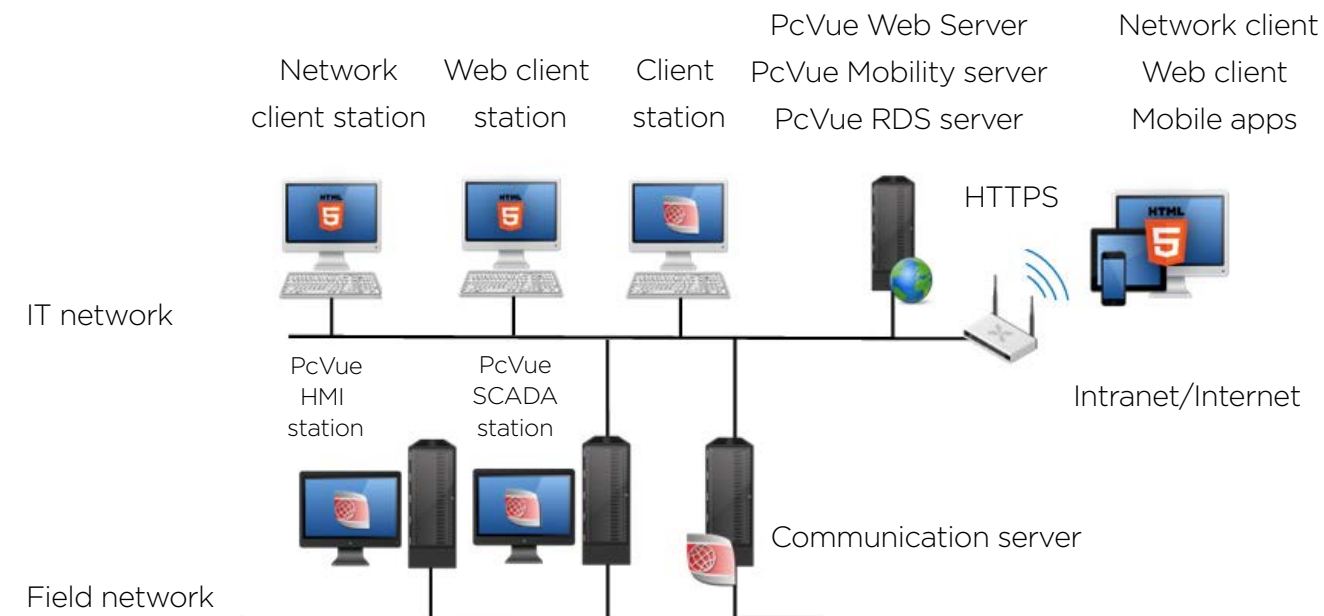 PcVue Web Server
Network client
Network
Web client
Client
PcVue Mobility server
Web client
client station
station
station
PcVue RDS server
Mobile apps
HTTPS
HTML
5
HTML
5
HTML
5
IT network
PcVue
HMI
station
PcVue
SCADA
station
Intranet/Internet
Communication server
Field network